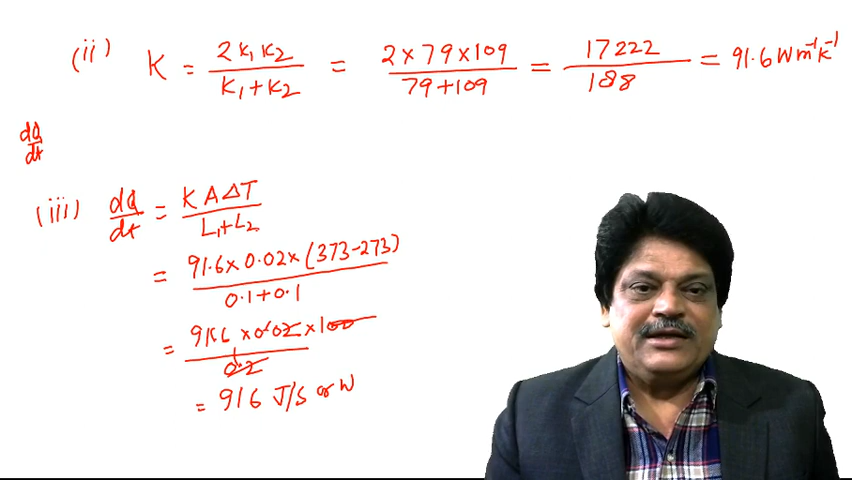 (ii) K = 2K₁K₂/K₁+K₂ = 2×79×109/79+109 = 17222/188 = 91.6 Wm⁻¹K⁻¹
dQ/dt
(iii) dQ/dt = KAΔT/L₁+L₂
= 91.6×0.02×(373-273)/0.1+0.1
= 91.6×0.02×100/0.2
= 916 J/S or W